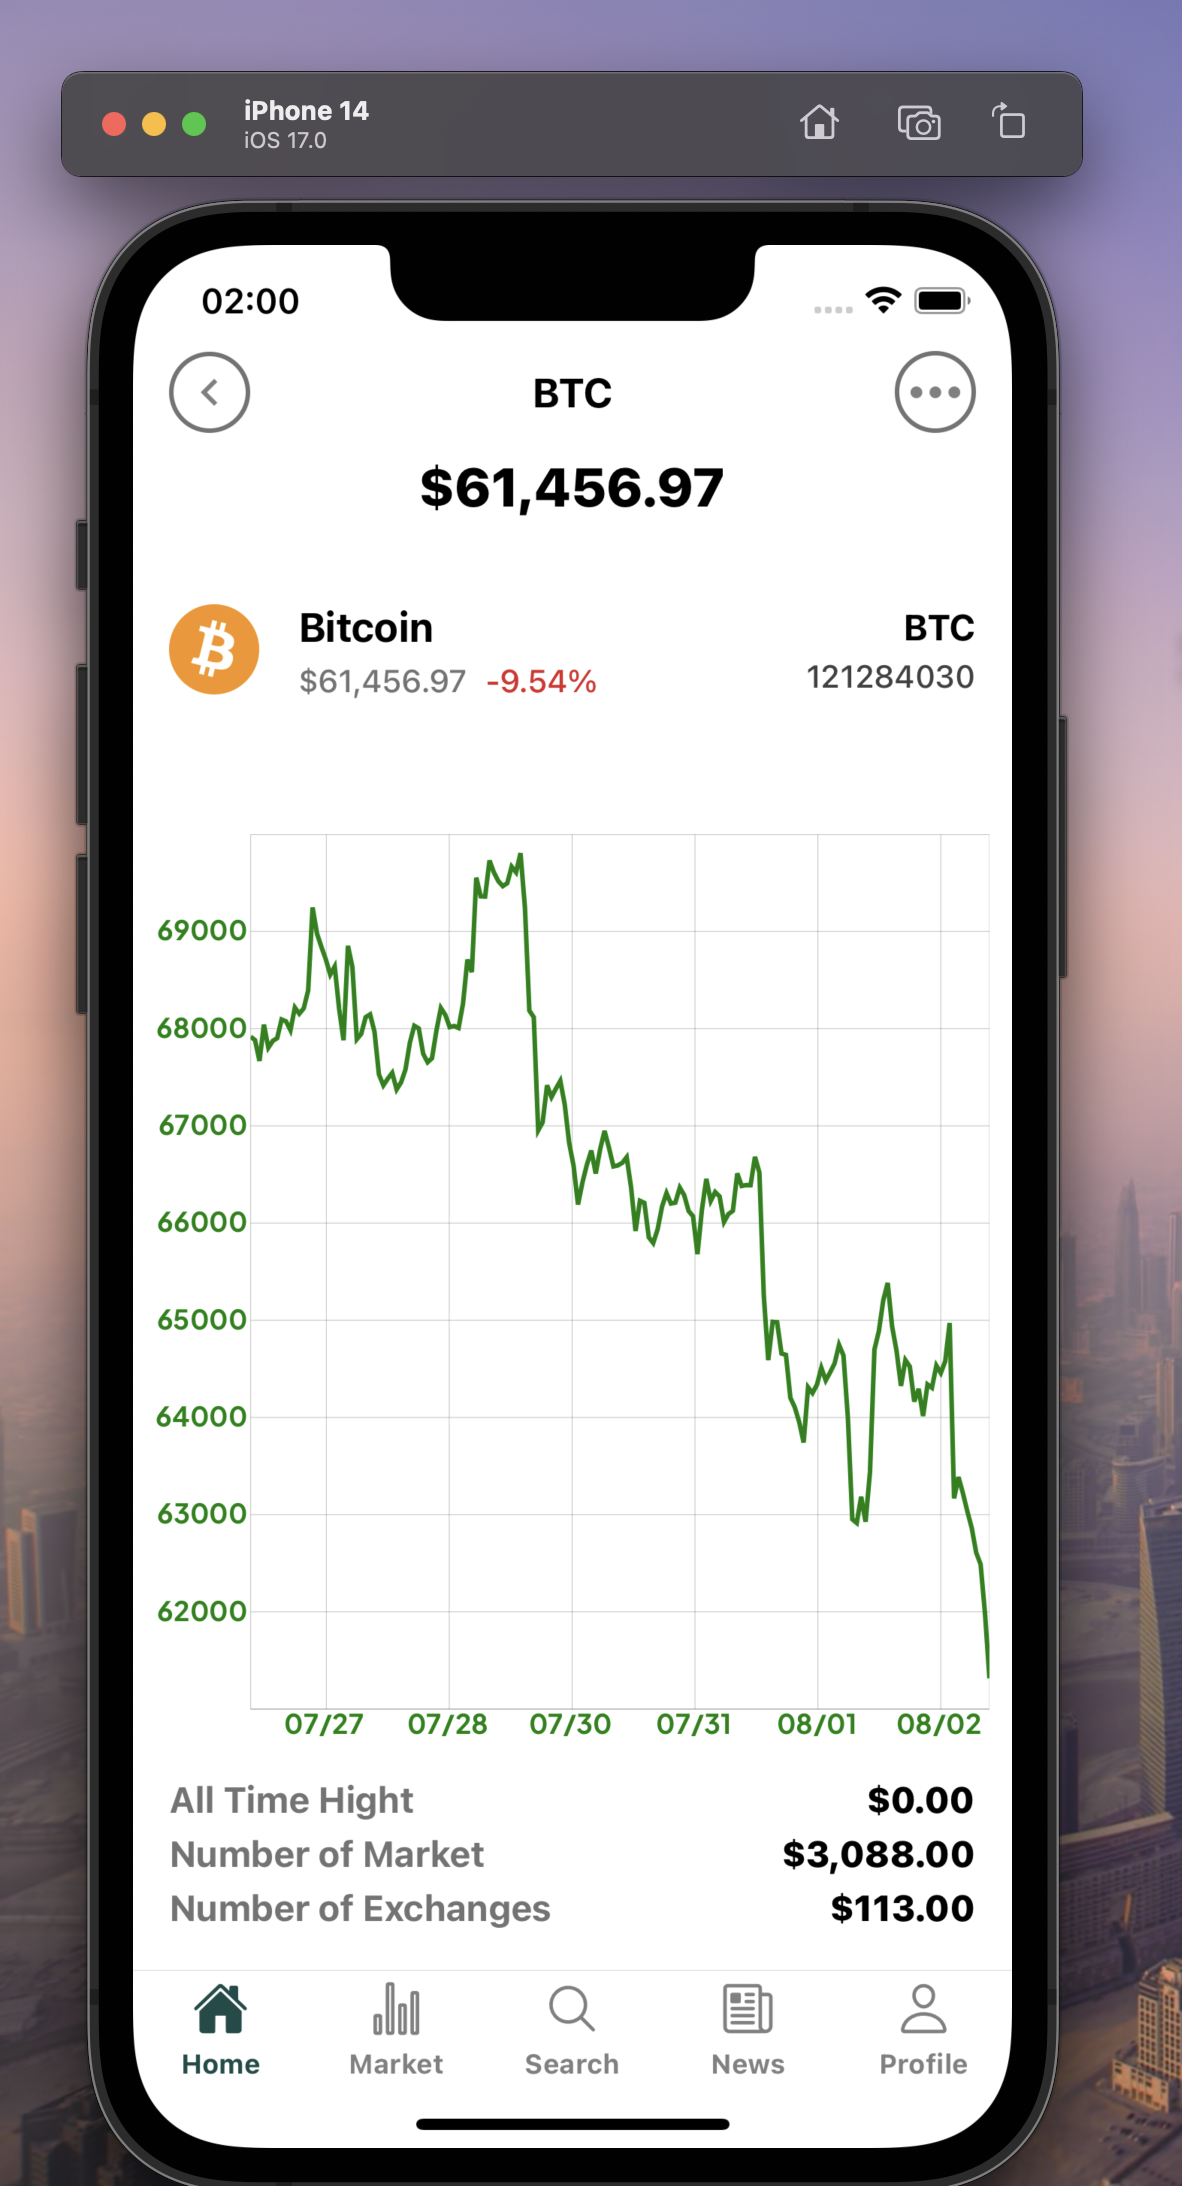 iPhone 14
iOS 17.0
02:00
BTC
$61,456.97
Bitcoin
BTC
$61,456.97 -9.54%
121284030
69000
68000
67000
66000
65000
64000
63000
62000
07/27 07/28 07/30 07/31 08/01 08/02
All Time Hight $0.00
Number of Market $3,088.00
Number of Exchanges $113.00
Home Market Search News Profile